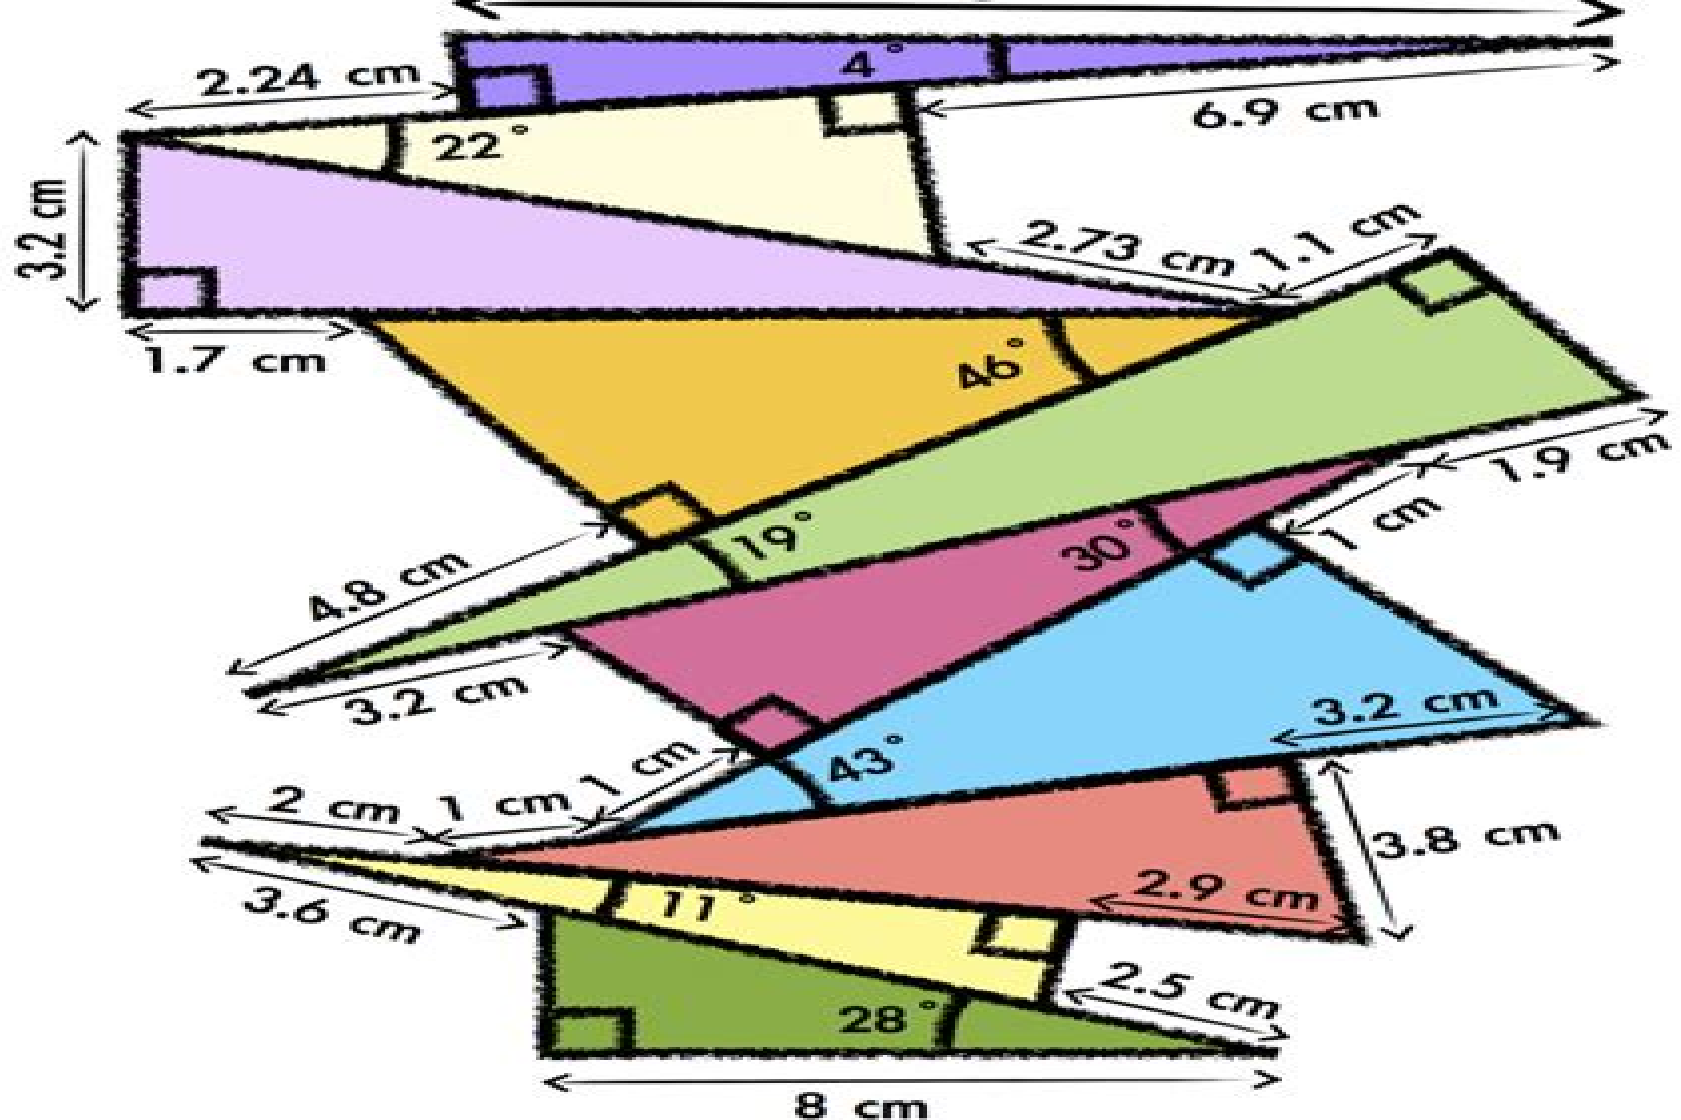 4°
2.24 cm
6.9 cm
22°
3.2 cm
2.73 cm
1.1 cm
1.7 cm
46°
1.9 cm
19°
1 cm
30°
4.8 cm
3.2 cm
3.2 cm
43°
1 cm
2 cm
1 cm
3.8 cm
2.9 cm
3.6 cm
11°
2.5 cm
28°
8 cm